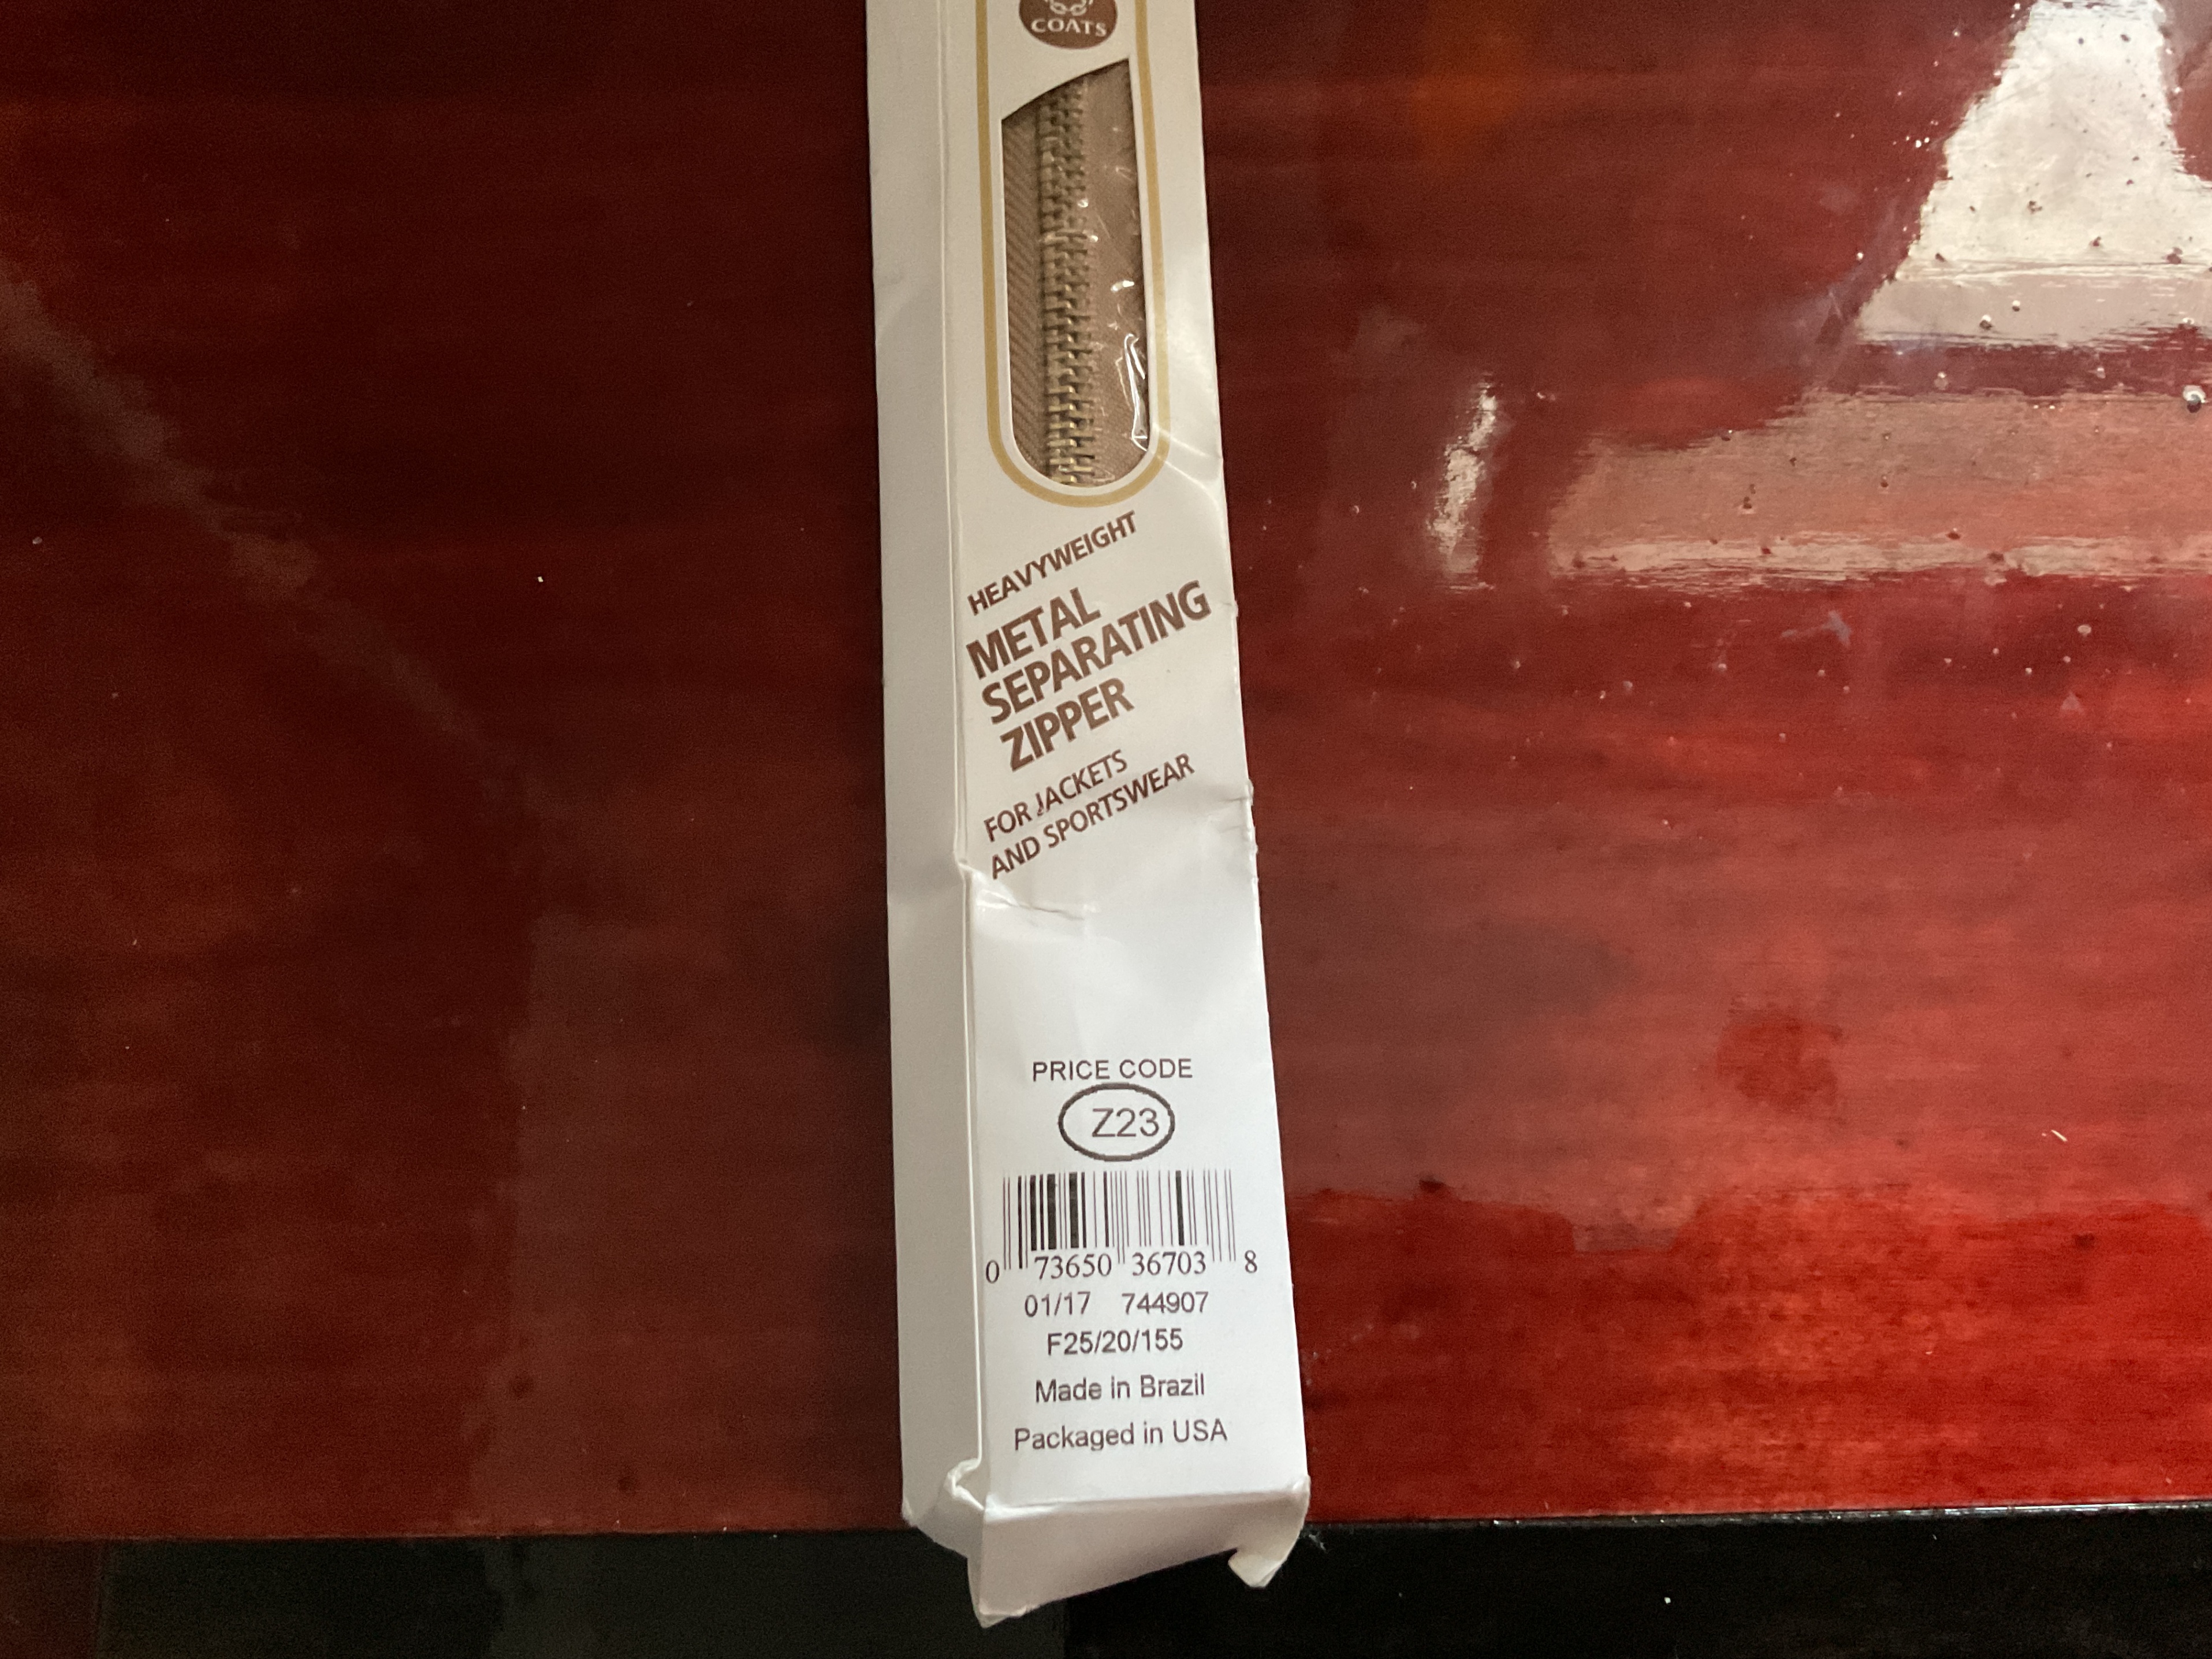 COATS
HEAVYWEIGHT
METAL
SEPARATING
ZIPPER
FOR JACKETS
AND SPORTSWEAR
PRICE CODE
Z23
0 73650 36703 8
01/17 744907
F25/20/155
Made in Brazil
Packaged in USA